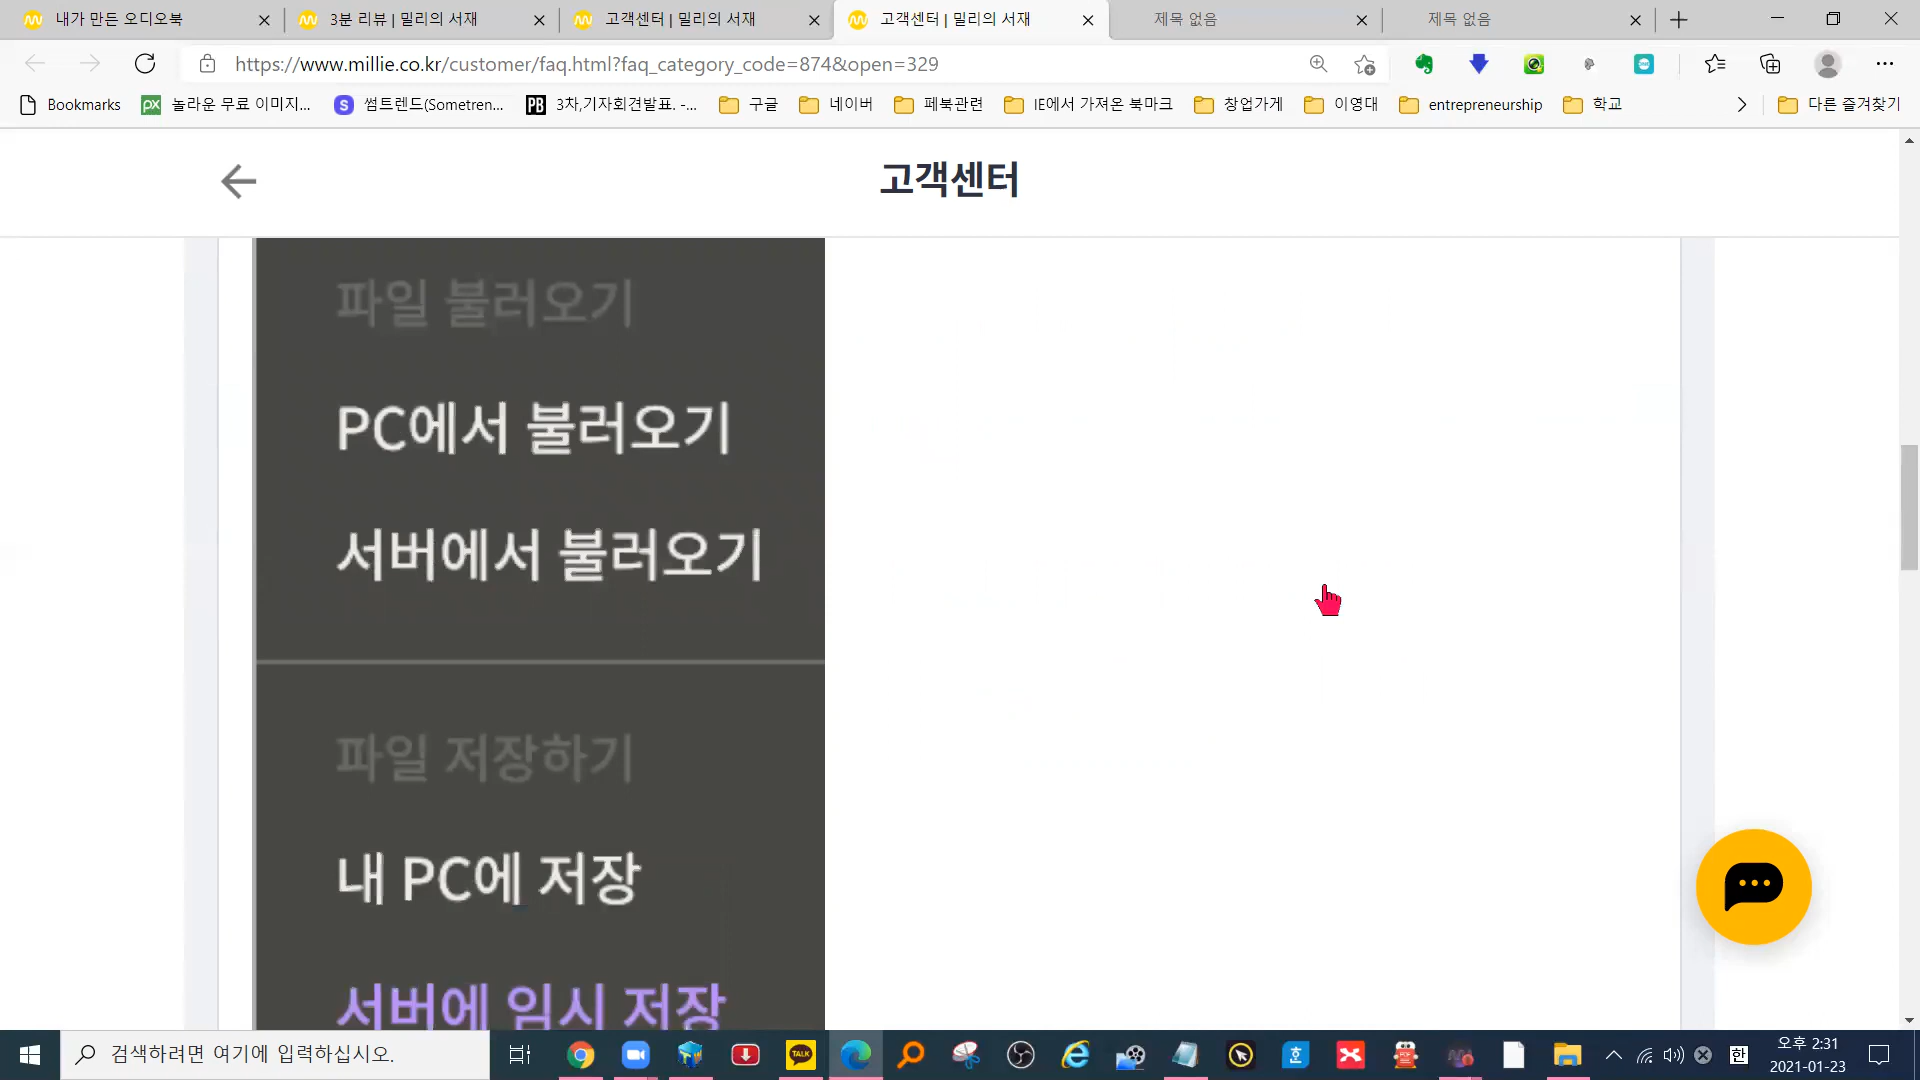 내가 만든 오디오북
3분 리뷰 | 밀리의 서재
고객센터 | 밀리의 서재
고객센터 | 밀리의 서재
제목 없음
제목 없음
https://www.millie.co.kr/customer/faq.html?faq_category_code=874&open=329
Bookmarks
놀라운 무료 이미지...
썸트렌드(Sometren...
3차,기자회견발표. -...
구글
네이버
페북관련
IE에서 가져온 북마크
창업가게
이영대
entrepreneurship
학교
다른 즐겨찾기
고객센터
파일 불러오기
PC에서 불러오기
서버에서 불러오기
파일 저장하기
내 PC에 저장
서버에 임시 저장
검색하려면 여기에 입력하십시오.
TALK
한
오후 2:31
2021-01-23